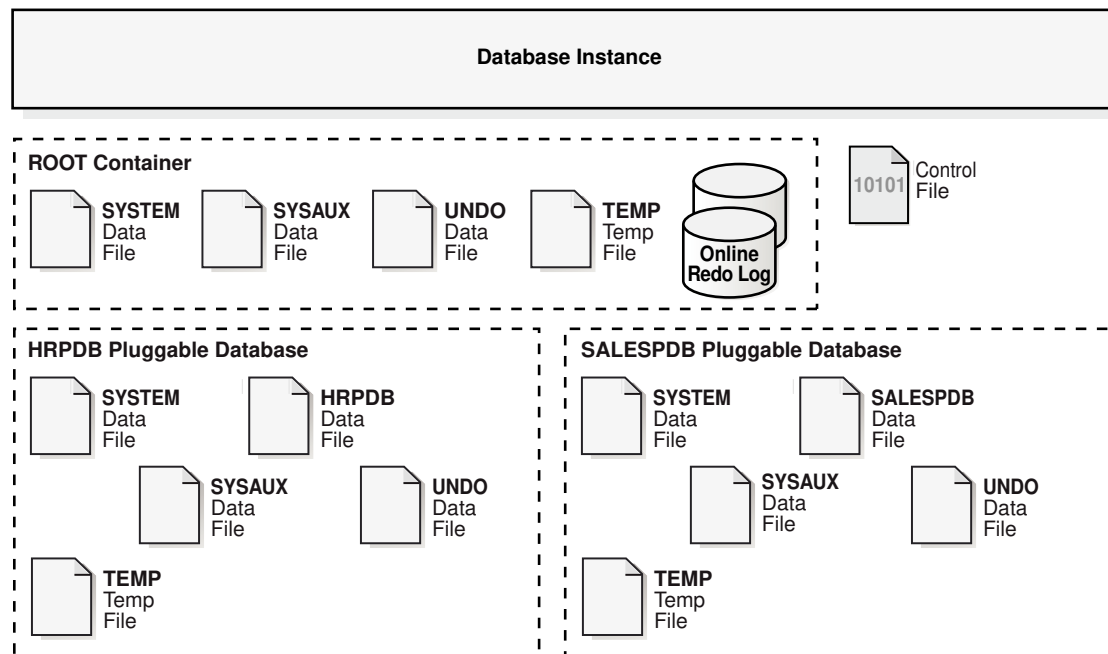 Database Instance
ROOT Container
SYSTEM
Data
File
SYSAUX
Data
File
UNDO
Data
File
TEMP
Temp
File
Online
Redo Log
10101
Control
File
HRPDB Pluggable Database
SYSTEM
Data
File
HRPDB
Data
File
SYSAUX
Data
File
UNDO
Data
File
TEMP
Temp
File
SALESPDB Pluggable Database
SYSTEM
Data
File
SALESPDB
Data
File
SYSAUX
Data
File
UNDO
Data
File
TEMP
Temp
File